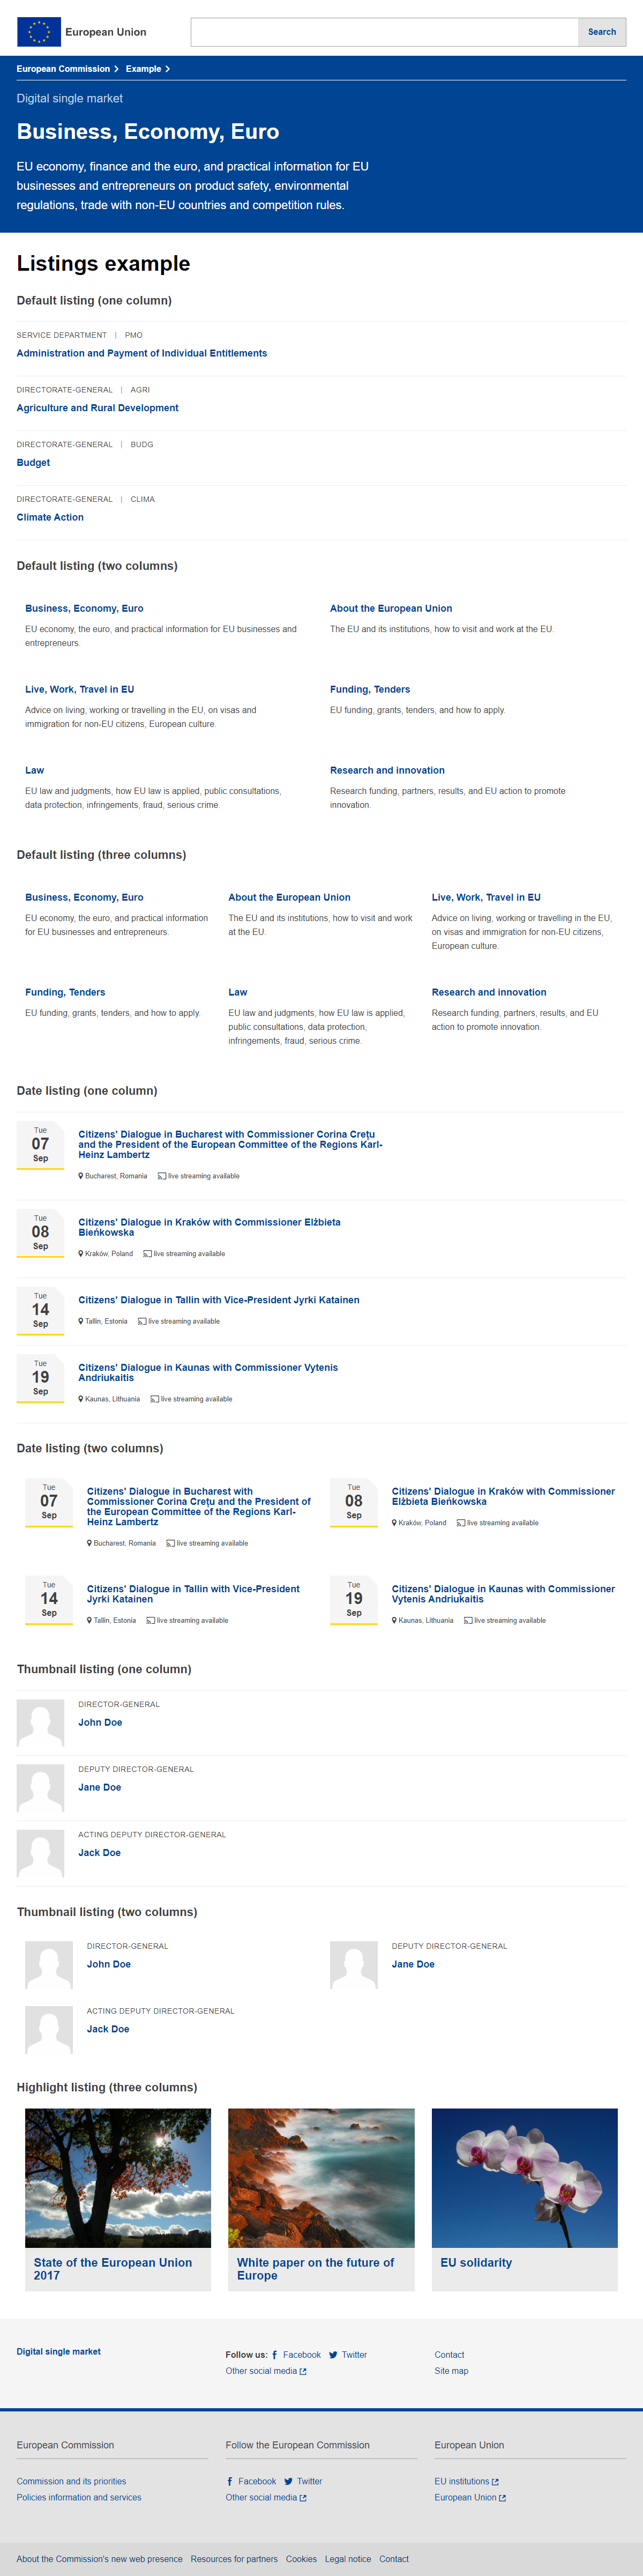 European Union
Search
European Commission
Example
Digital single market
Business, Economy, Euro
EU economy, finance and the euro, and practical information for EU
businesses and entrepreneurs on product safety, environmental
regulations, trade with non-EU countries and competition rules.
Listings example
Default listing (one column)
SERVICE DEPARTMENT | PMO
Administration and Payment of Individual Entitlements
DIRECTORATE-GENERAL | AGRI
Agriculture and Rural Development
DIRECTORATE-GENERAL | BUDG
Budget
DIRECTORATE-GENERAL | CLIMA
Climate Action
Default listing (two columns)
Business, Economy, Euro
EU economy, the euro, and practical information for EU businesses and
entrepreneurs.
About the European Union
The EU and its institutions, how to visit and work at the EU.
Live, Work, Travel in EU
Advice on living, working or travelling in the EU, on visas and
immigration for non-EU citizens, European culture.
Funding, Tenders
EU funding, grants, tenders, and how to apply.
Law
EU law and judgments, how EU law is applied, public consultations,
data protection, infringements, fraud, serious crime.
Research and innovation
Research funding, partners, results, and EU action to promote
innovation.
Default listing (three columns)
Business, Economy, Euro
EU economy, the euro, and practical information
for EU businesses and entrepreneurs.
About the European Union
The EU and its institutions, how to visit and work
at the EU.
Live, Work, Travel in EU
Advice on living, working or travelling in the EU,
on visas and immigration for non-EU citizens,
European culture.
Funding, Tenders
EU funding, grants, tenders, and how to apply.
Law
EU law and judgments, how EU law is applied,
public consultations, data protection,
infringements, fraud, serious crime.
Research and innovation
Research funding, partners, results, and EU
action to promote innovation.
Date listing (one column)
Tue
07
Sep
Citizens' Dialogue in Bucharest with Commissioner Corina Crețu
and the President of the European Committee of the Regions Karl-
Heinz Lambertz
Bucharest, Romania live streaming available
Tue
08
Sep
Citizens' Dialogue in Kraków with Commissioner Elżbieta
Bieńkowska
Kraków, Poland live streaming available
Tue
14
Sep
Citizens' Dialogue in Tallin with Vice-President Jyrki Katainen
Tallin, Estonia live streaming available
Tue
19
Sep
Citizens' Dialogue in Kaunas with Commissioner Vytenis
Andriukaitis
Kaunas, Lithuania live streaming available
Date listing (two columns)
Tue
07
Sep
Citizens' Dialogue in Bucharest with
Commissioner Corina Crețu and the President of
the European Committee of the Regions Karl-
Heinz Lambertz
Bucharest, Romania live streaming available
Tue
08
Sep
Citizens' Dialogue in Kraków with Commissioner
Elżbieta Bieńkowska
Kraków, Poland live streaming available
Tue
14
Sep
Citizens' Dialogue in Tallin with Vice-President
Jyrki Katainen
Tallin, Estonia live streaming available
Tue
19
Sep
Citizens' Dialogue in Kaunas with Commissioner
Vytenis Andriukaitis
Kaunas, Lithuania live streaming available
Thumbnail listing (one column)
DIRECTOR-GENERAL
John Doe
DEPUTY DIRECTOR-GENERAL
Jane Doe
ACTING DEPUTY DIRECTOR-GENERAL
Jack Doe
Thumbnail listing (two columns)
DIRECTOR-GENERAL
John Doe
DEPUTY DIRECTOR-GENERAL
Jane Doe
ACTING DEPUTY DIRECTOR-GENERAL
Jack Doe
Highlight listing (three columns)
State of the European Union
2017
White paper on the future of
Europe
EU solidarity
Digital single market
Follow us: Facebook Twitter
Other social media
Contact
Site map
European Commission
Commission and its priorities
Policies information and services
Follow the European Commission
Facebook Twitter
Other social media
European Union
EU institutions
European Union
About the Commission's new web presence Resources for partners Cookies Legal notice Contact